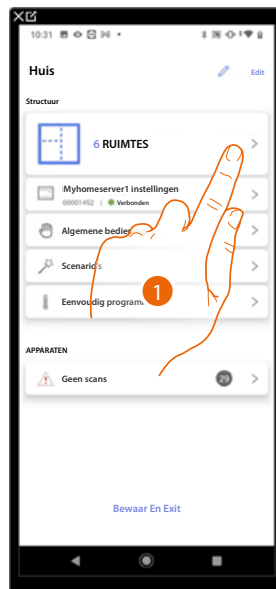 10:31
Huis
Edit
Structuur
6 RUIMTES
Myhomeserver1 instellingen
00001452 | Verbonden
Algemene bedie
Scenario's
Eenvoudig program
1
APPARATEN
Geen scans
29
Bewaar En Exit